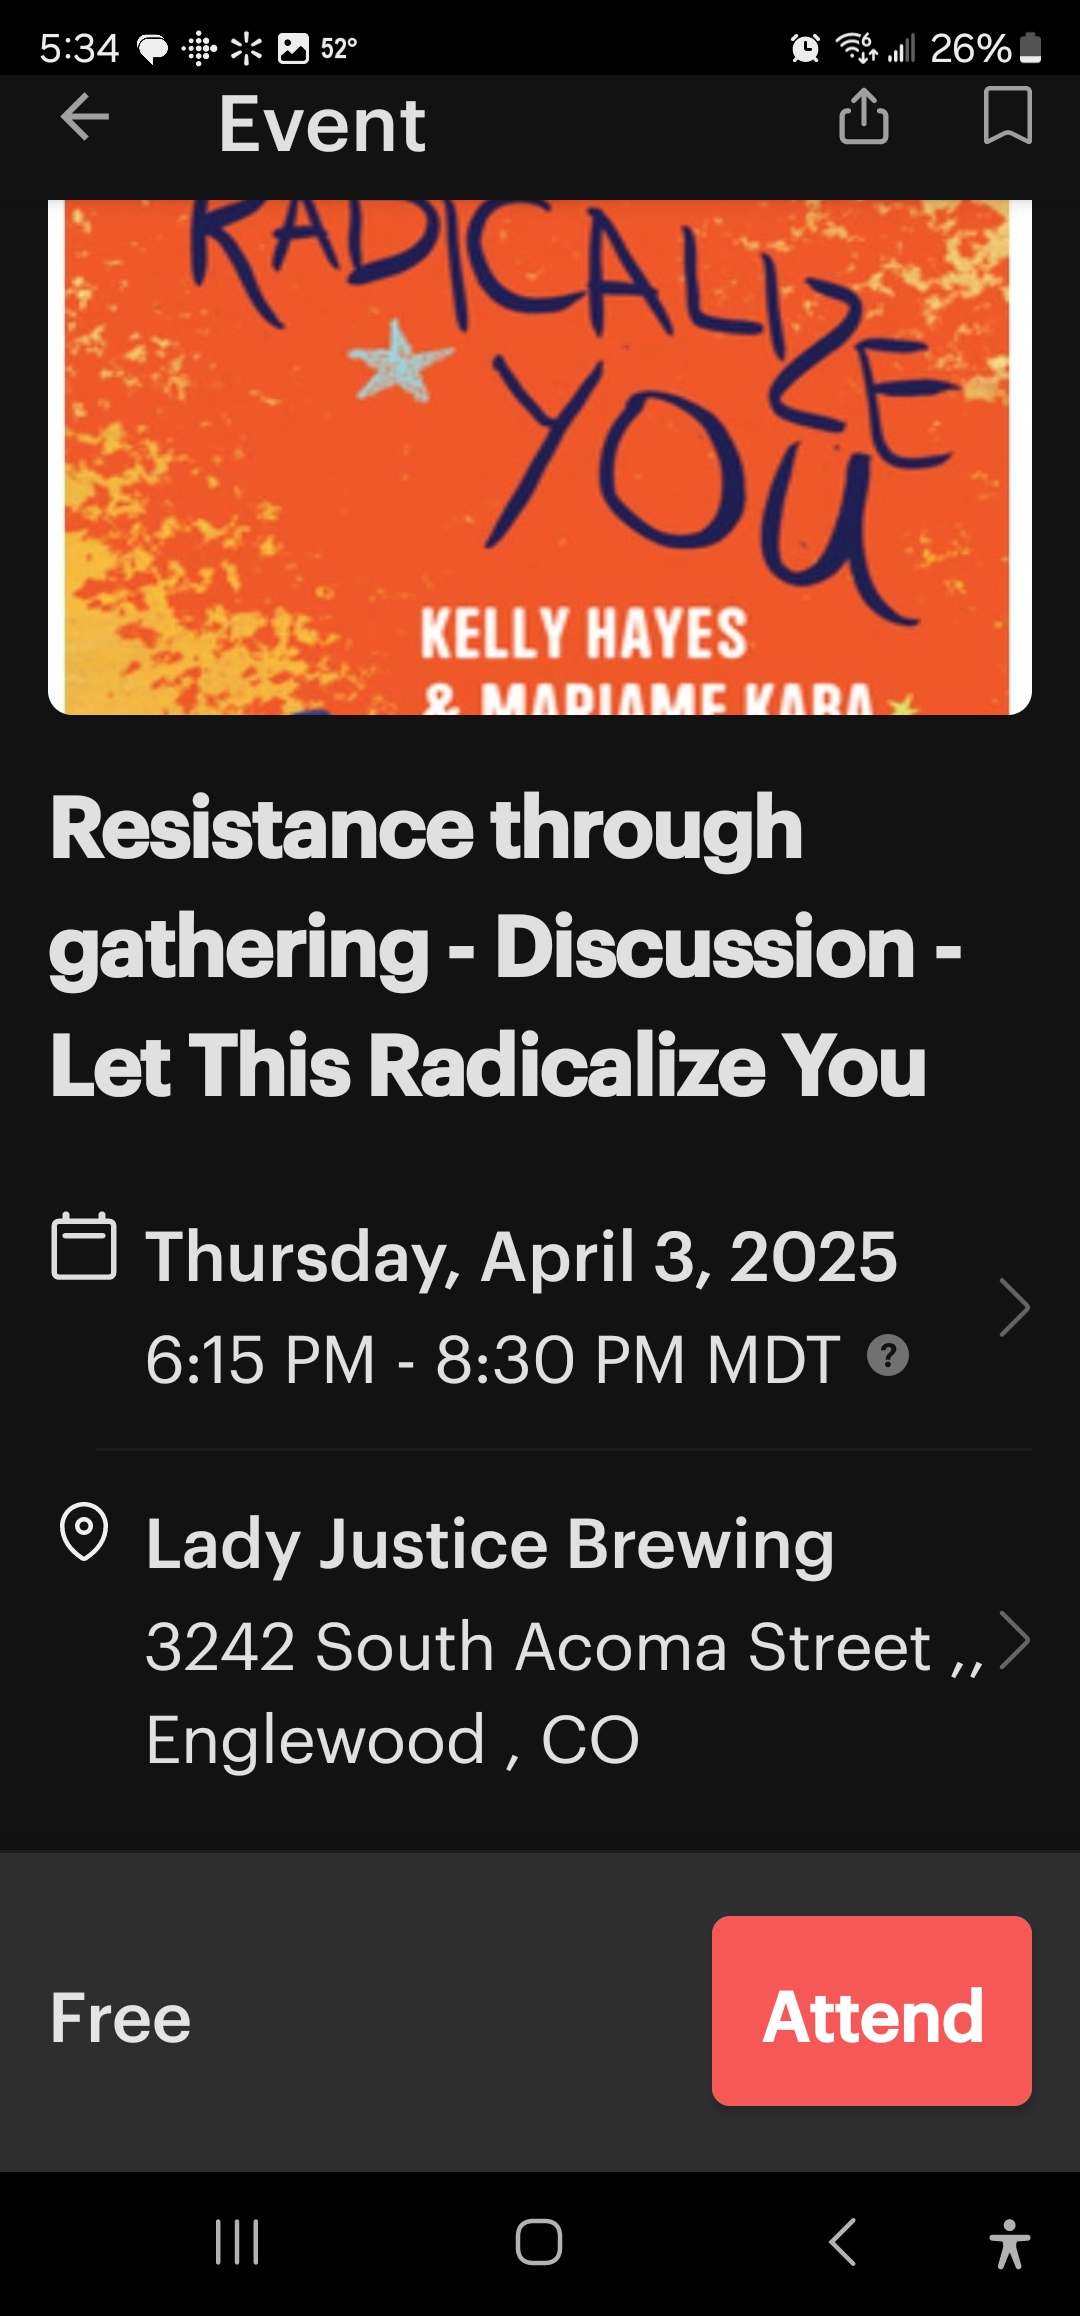 5:34 52° 26%
Event
RADICALIZE
YOU
KELLY HAYES
& MARIAME KABA
Resistance through
gathering - Discussion -
Let This Radicalize You
Thursday, April 3, 2025
6:15 PM - 8:30 PM MDT ?
Lady Justice Brewing
3242 South Acoma Street ,,
Englewood , CO
Free
Attend